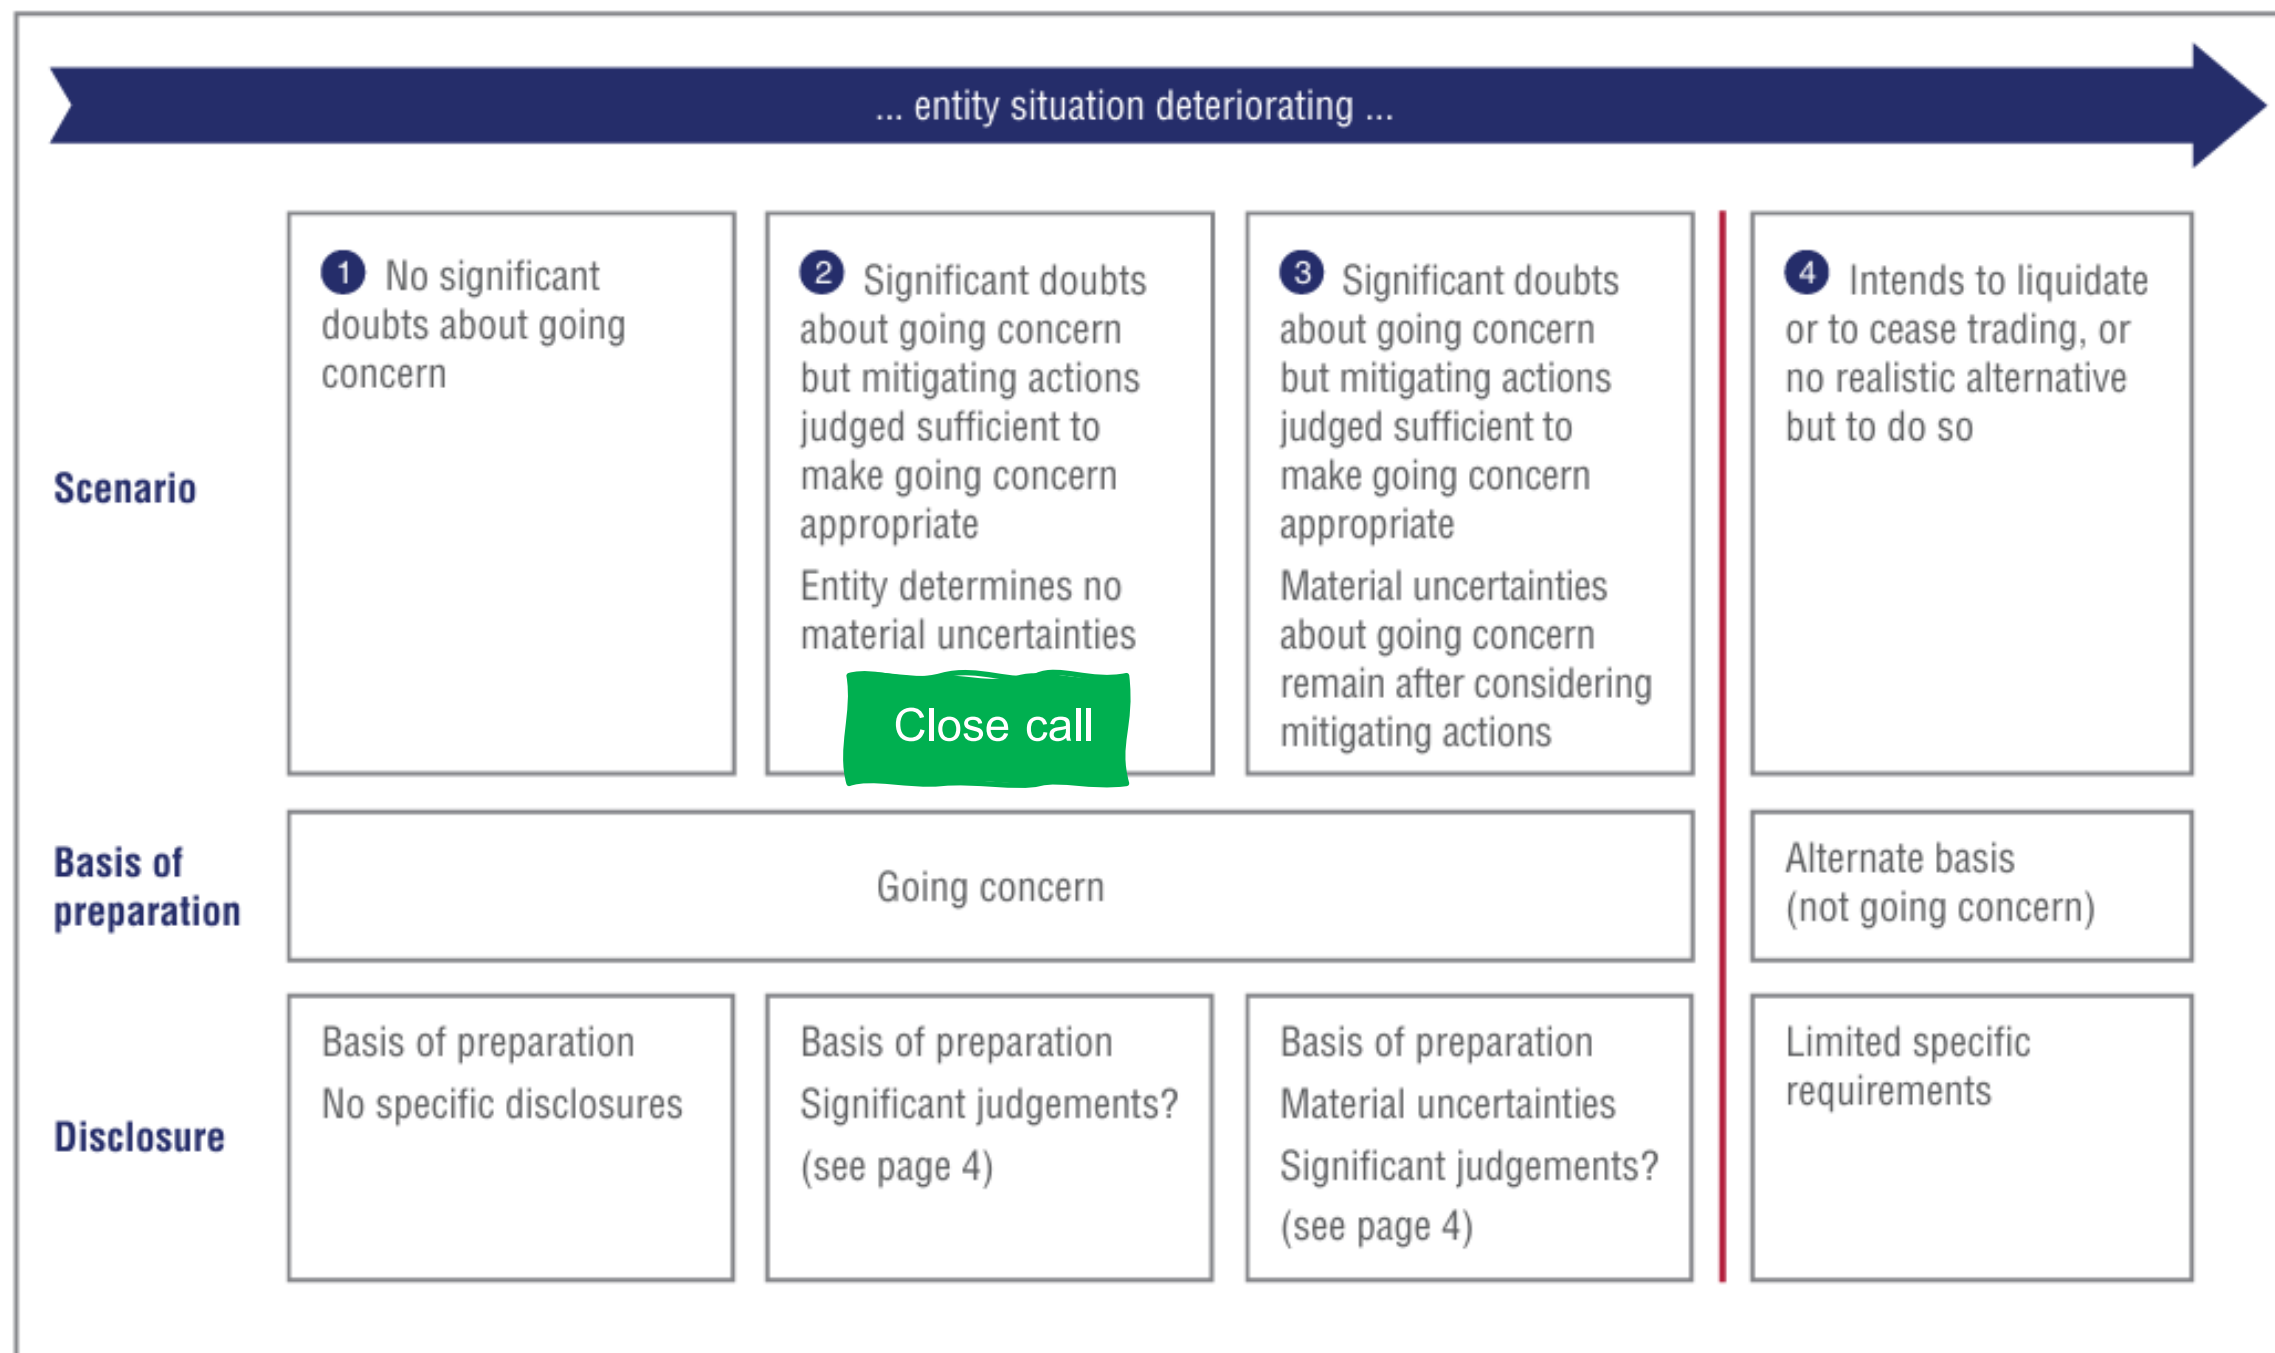 ... entity situation deteriorating ...
Scenario
1 No significant
doubts about going
concern
2 Significant doubts
about going concern
but mitigating actions
judged sufficient to
make going concern
appropriate
Entity determines no
material uncertainties
Close call
3 Significant doubts
about going concern
but mitigating actions
judged sufficient to
make going concern
appropriate
Material uncertainties
about going concern
remain after considering
mitigating actions
4 Intends to liquidate
or to cease trading, or
no realistic alternative
but to do so
Basis of
preparation
Going concern
Alternate basis
(not going concern)
Disclosure
Basis of preparation
No specific disclosures
Basis of preparation
Significant judgements?
(see page 4)
Basis of preparation
Material uncertainties
Significant judgements?
(see page 4)
Limited specific
requirements